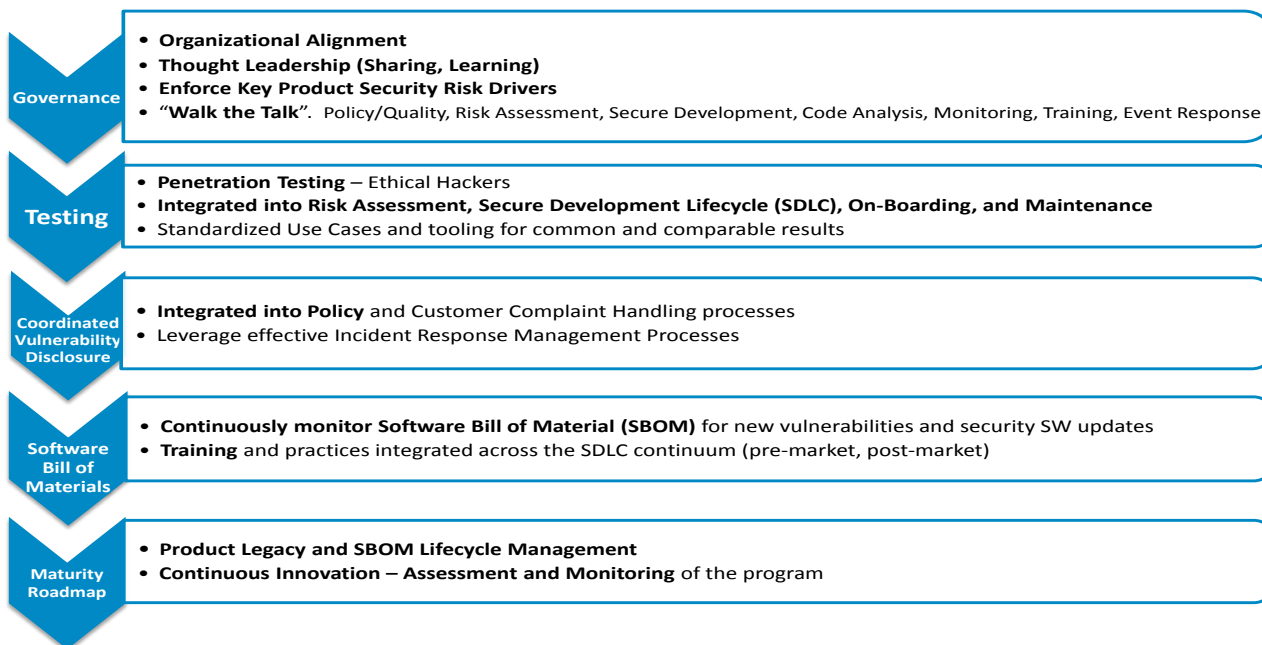 Governance
• Organizational Alignment
• Thought Leadership (Sharing, Learning)
• Enforce Key Product Security Risk Drivers
• “Walk the Talk”. Policy/Quality, Risk Assessment, Secure Development, Code Analysis, Monitoring, Training, Event Response
Testing
• Penetration Testing – Ethical Hackers
• Integrated into Risk Assessment, Secure Development Lifecycle (SDLC), On-Boarding, and Maintenance
• Standardized Use Cases and tooling for common and comparable results
Coordinated
Vulnerability
Disclosure
• Integrated into Policy and Customer Complaint Handling processes
• Leverage effective Incident Response Management Processes
Software
Bill of
Materials
• Continuously monitor Software Bill of Material (SBOM) for new vulnerabilities and security SW updates
• Training and practices integrated across the SDLC continuum (pre-market, post-market)
Maturity
Roadmap
• Product Legacy and SBOM Lifecycle Management
• Continuous Innovation – Assessment and Monitoring of the program